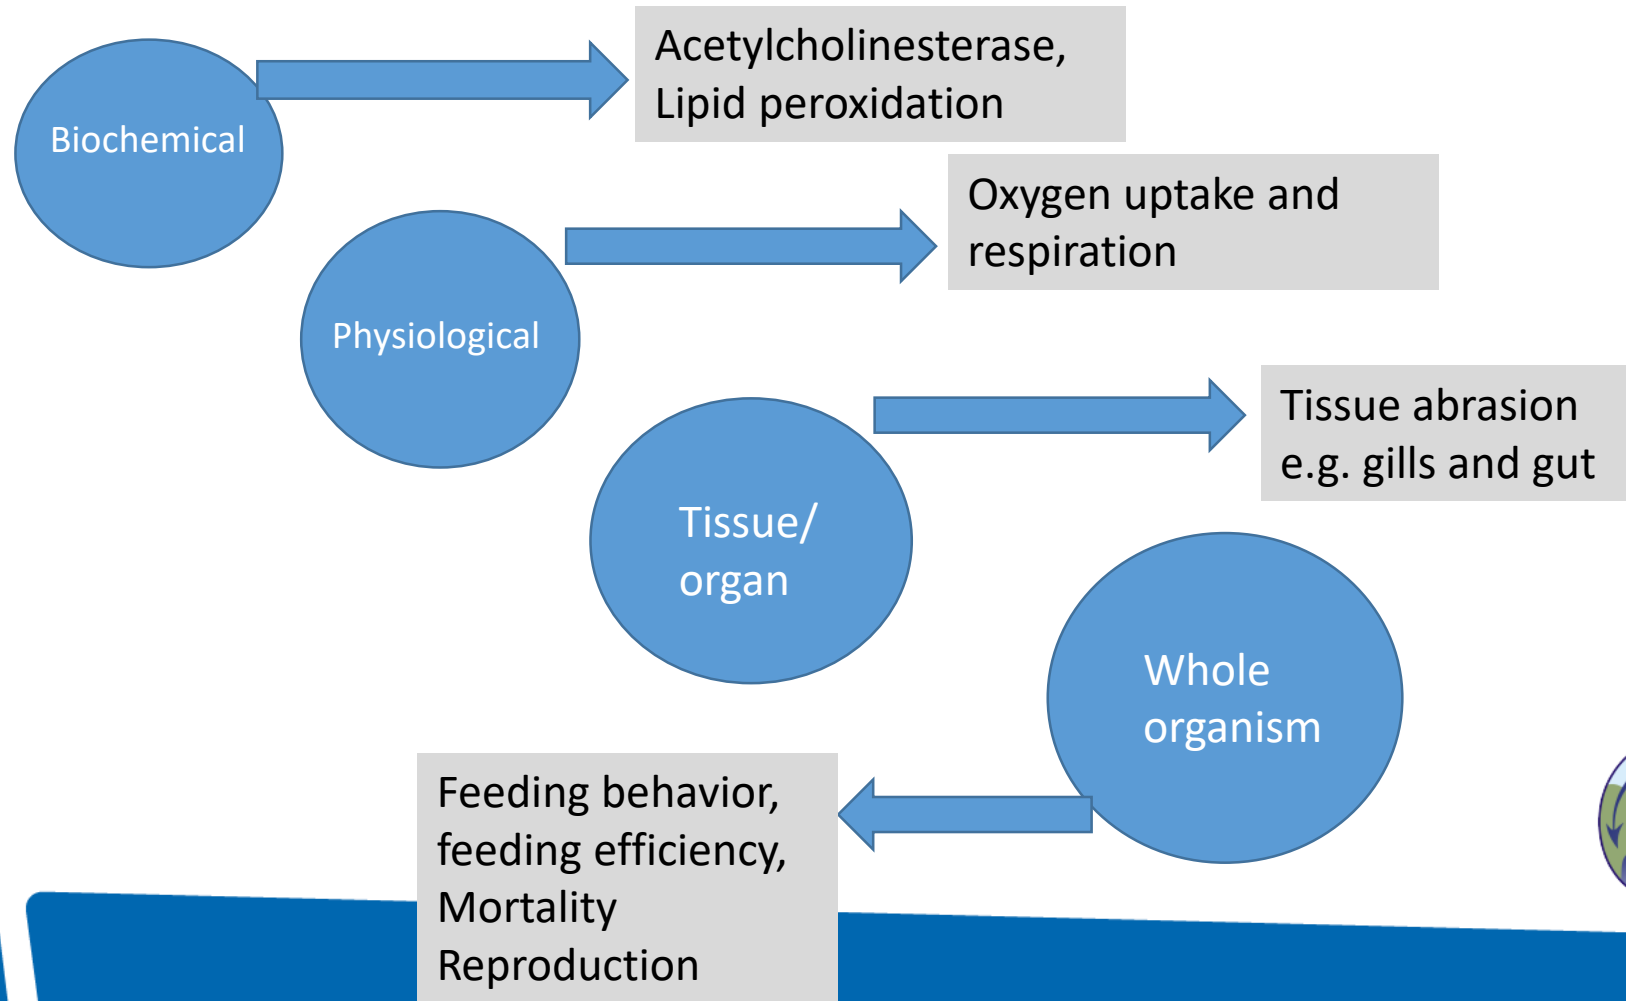 Biochemical
Acetylcholinesterase,
Lipid peroxidation
Physiological
Oxygen uptake and
respiration
Tissue/
organ
Tissue abrasion
e.g. gills and gut
Whole
organism
Feeding behavior,
feeding efficiency,
Mortality
Reproduction